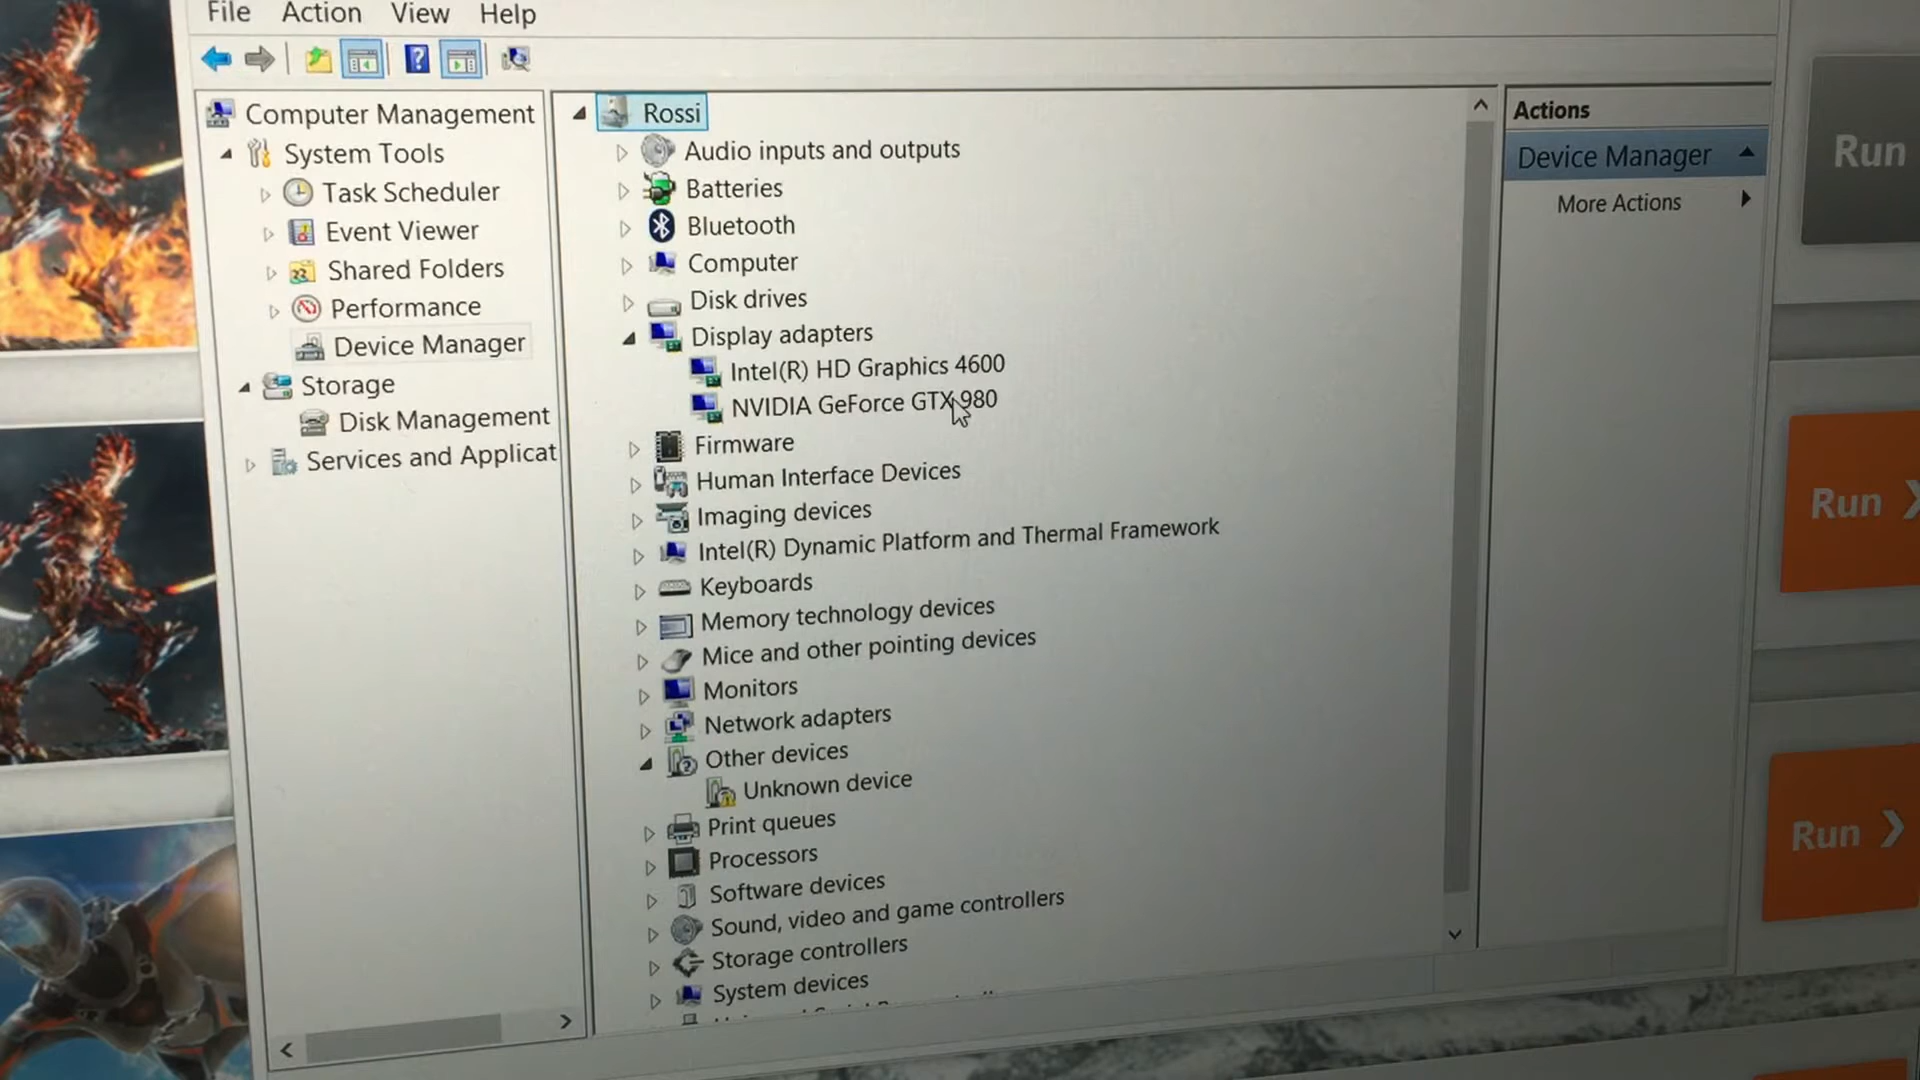 File Action View Help
Computer Management
System Tools
Task Scheduler
Event Viewer
Shared Folders
Performance
Device Manager
Storage
Disk Management
Services and Applicat
Rossi
Audio inputs and outputs
Batteries
Bluetooth
Computer
Disk drives
Display adapters
Intel(R) HD Graphics 4600
NVIDIA GeForce GTX 980
Firmware
Human Interface Devices
Imaging devices
Intel(R) Dynamic Platform and Thermal Framework
Keyboards
Memory technology devices
Mice and other pointing devices
Monitors
Network adapters
Other devices
Unknown device
Print queues
Processors
Software devices
Sound, video and game controllers
Storage controllers
System devices
Actions
Device Manager
More Actions
Run
Run
Run